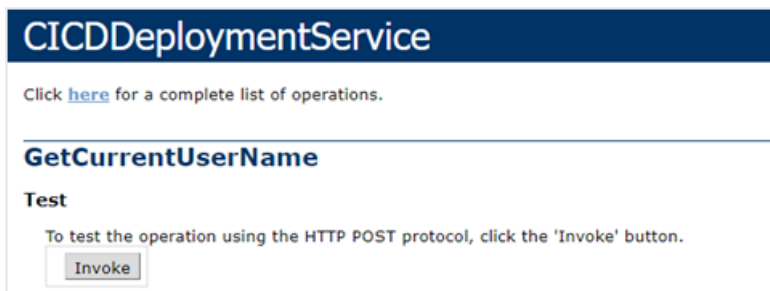 CICDDeploymentService
Click here for a complete list of operations.
GetCurrentUserName
Test
To test the operation using the HTTP POST protocol, click the 'Invoke' button.
Invoke